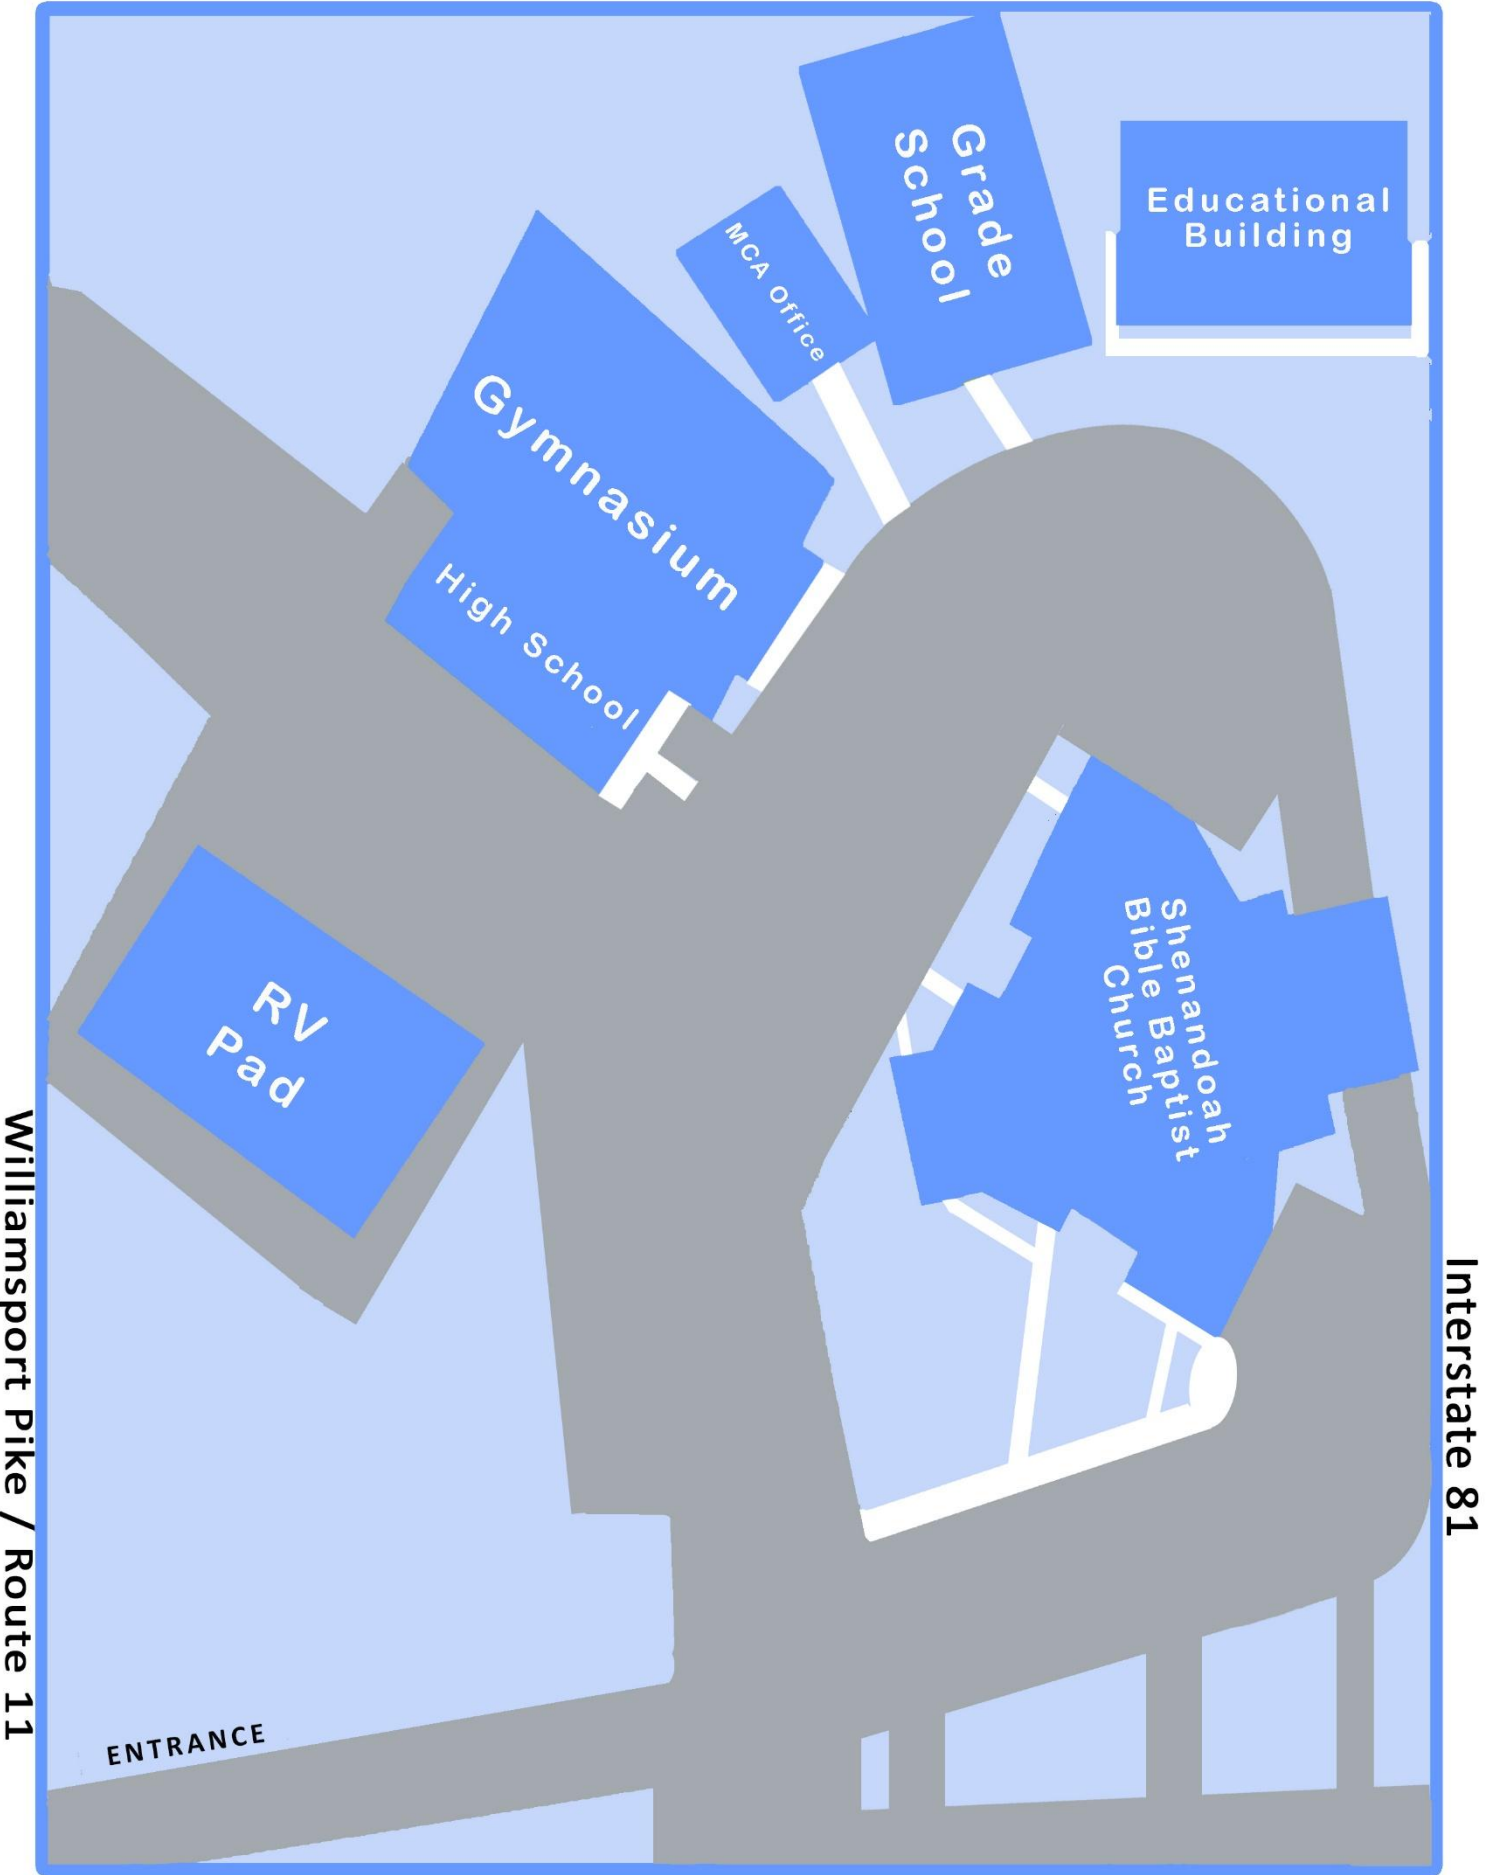 Grade
School
Educational
Building
MCA Office
Gymnasium
High School
Shenandoah
Bible Baptist
Church
RV
Pad
Williamsport Pike / Route 11
Interstate 81
ENTRANCE